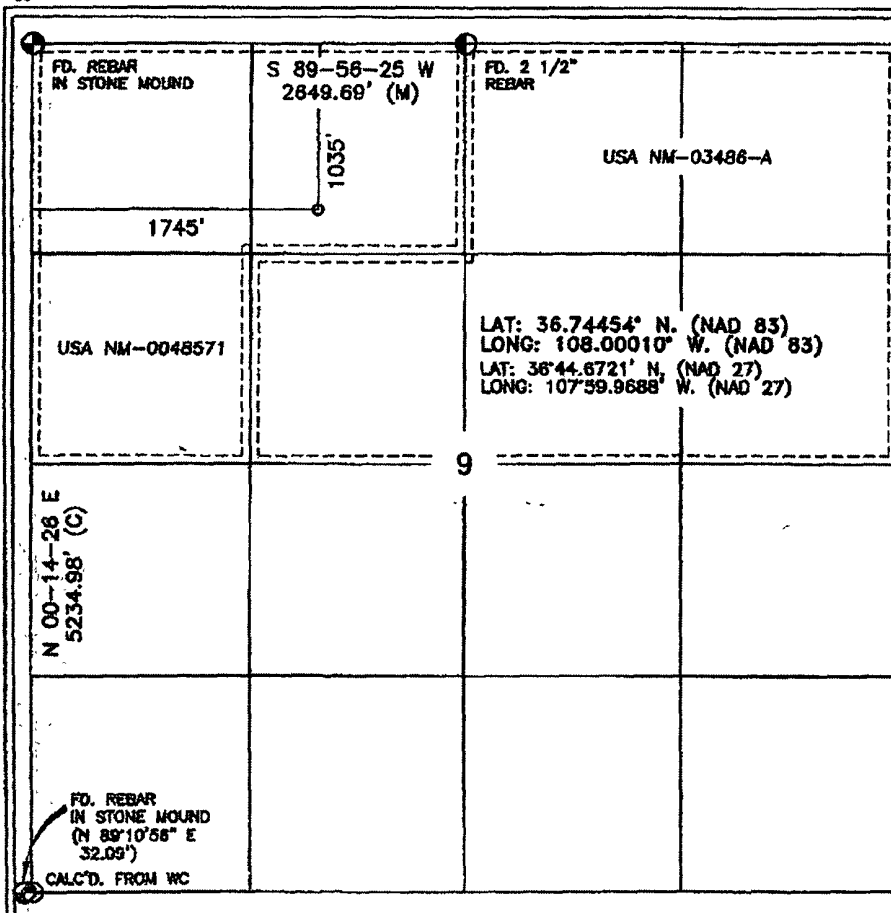 FD. REBAR
IN STONE MOUND
S 89-56-25 W
2649.69' (M)
FD. 2 1/2"
REBAR
USA NM-03486-A
1035'
1745'
USA NM-0048571
LAT: 36.74454° N. (NAD 83)
LONG: 108.00010° W. (NAD 83)
LAT: 36°44.6721' N. (NAD 27)
LONG: 107°59.9688' W. (NAD 27)
9
N 00-14-26 E
5234.98' (C)
FD. REBAR
IN STONE MOUND
(N 89°10'56" E
32.09')
CALC'D. FROM WC